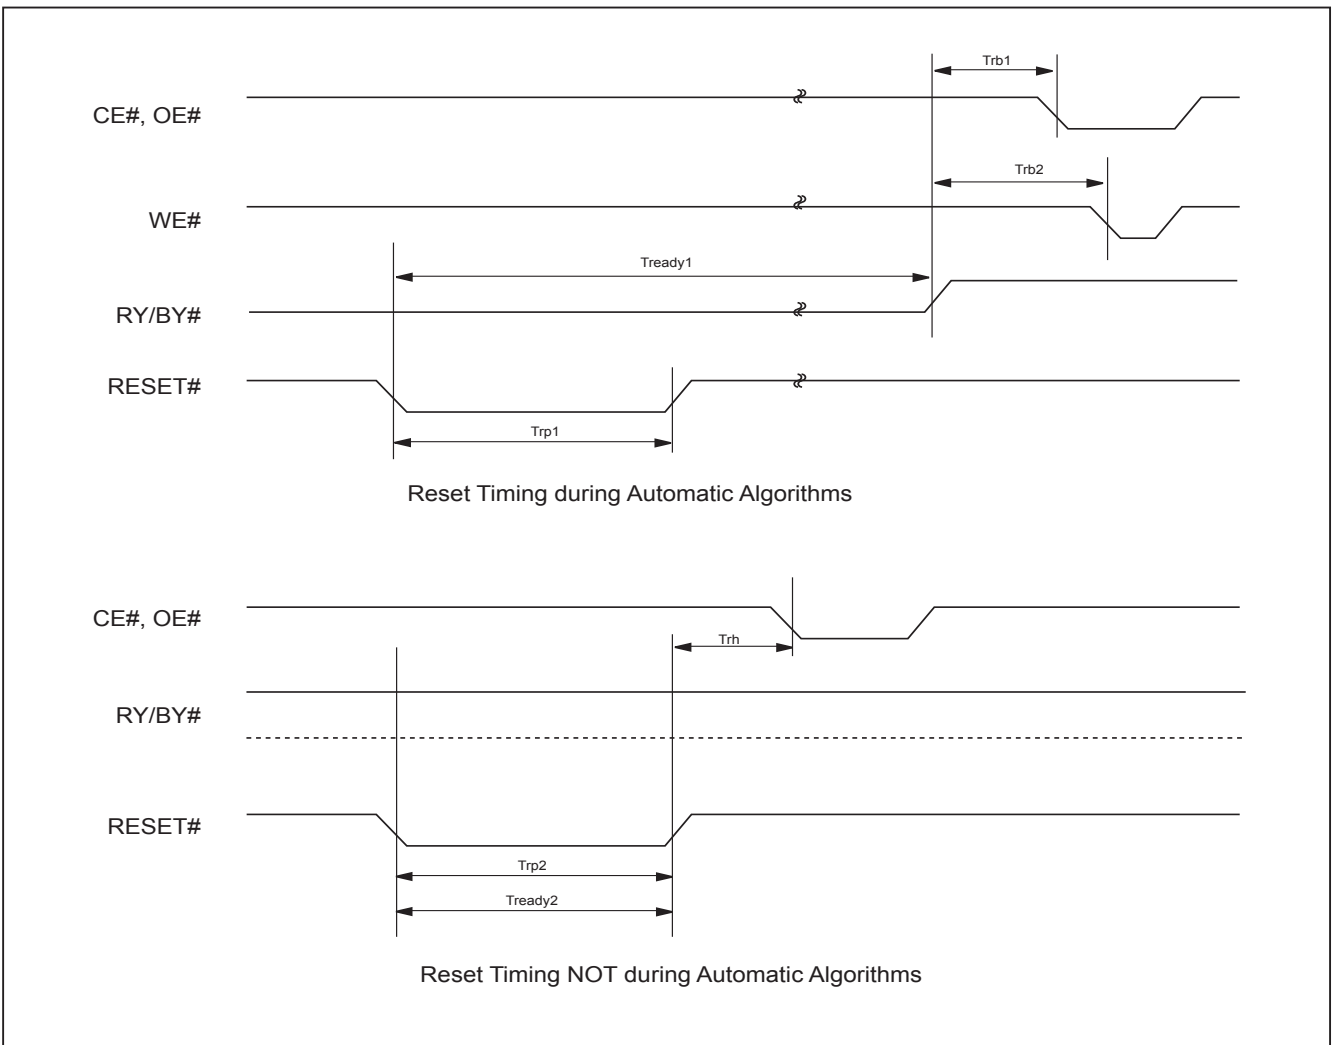 Trb1
CE#, OE#
Trb2
WE#
Tready1
RY/BY#
RESET#
Trp1
Reset Timing during Automatic Algorithms
CE#, OE#
Trh
RY/BY#
RESET#
Trp2
Tready2
Reset Timing NOT during Automatic Algorithms